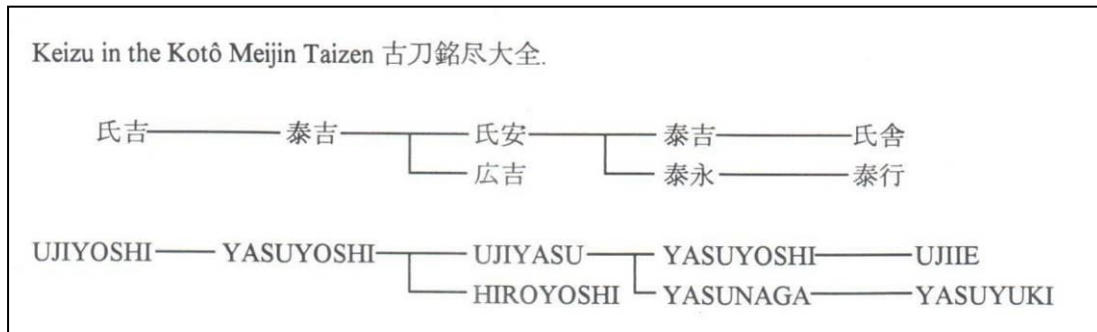 Keizu in the Kotô Meijin Taizen 古刀銘尽大全.
氏吉 泰吉 氏安 泰吉 氏舎
広吉 泰永 泰行
UJIYOSHI YASUYOSHI UJIYASU YASUYOSHI UJIIE
HIROYOSHI YASUNAGA YASUYUKI